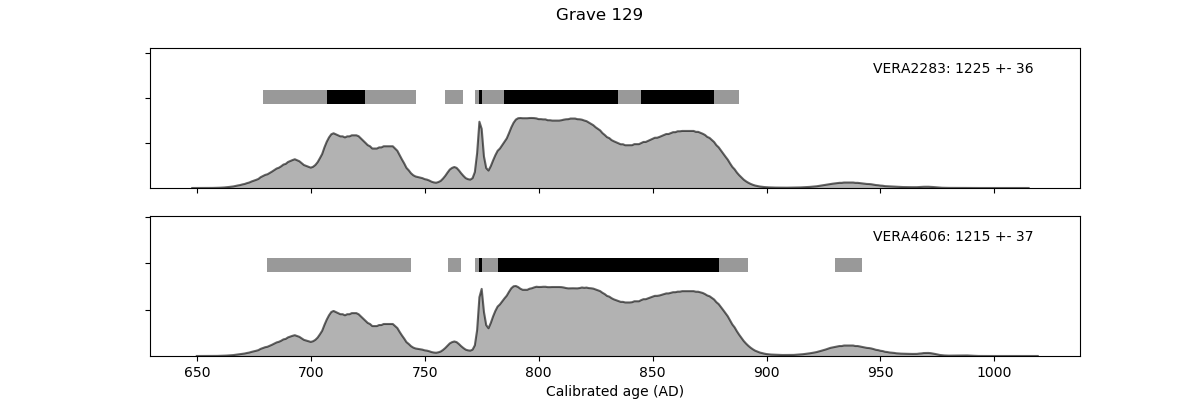 Grave 129
VERA2283: 1225 +- 36
VERA4606: 1215 +- 37
650 700 750 800 850 900 950 1000
Calibrated age (AD)